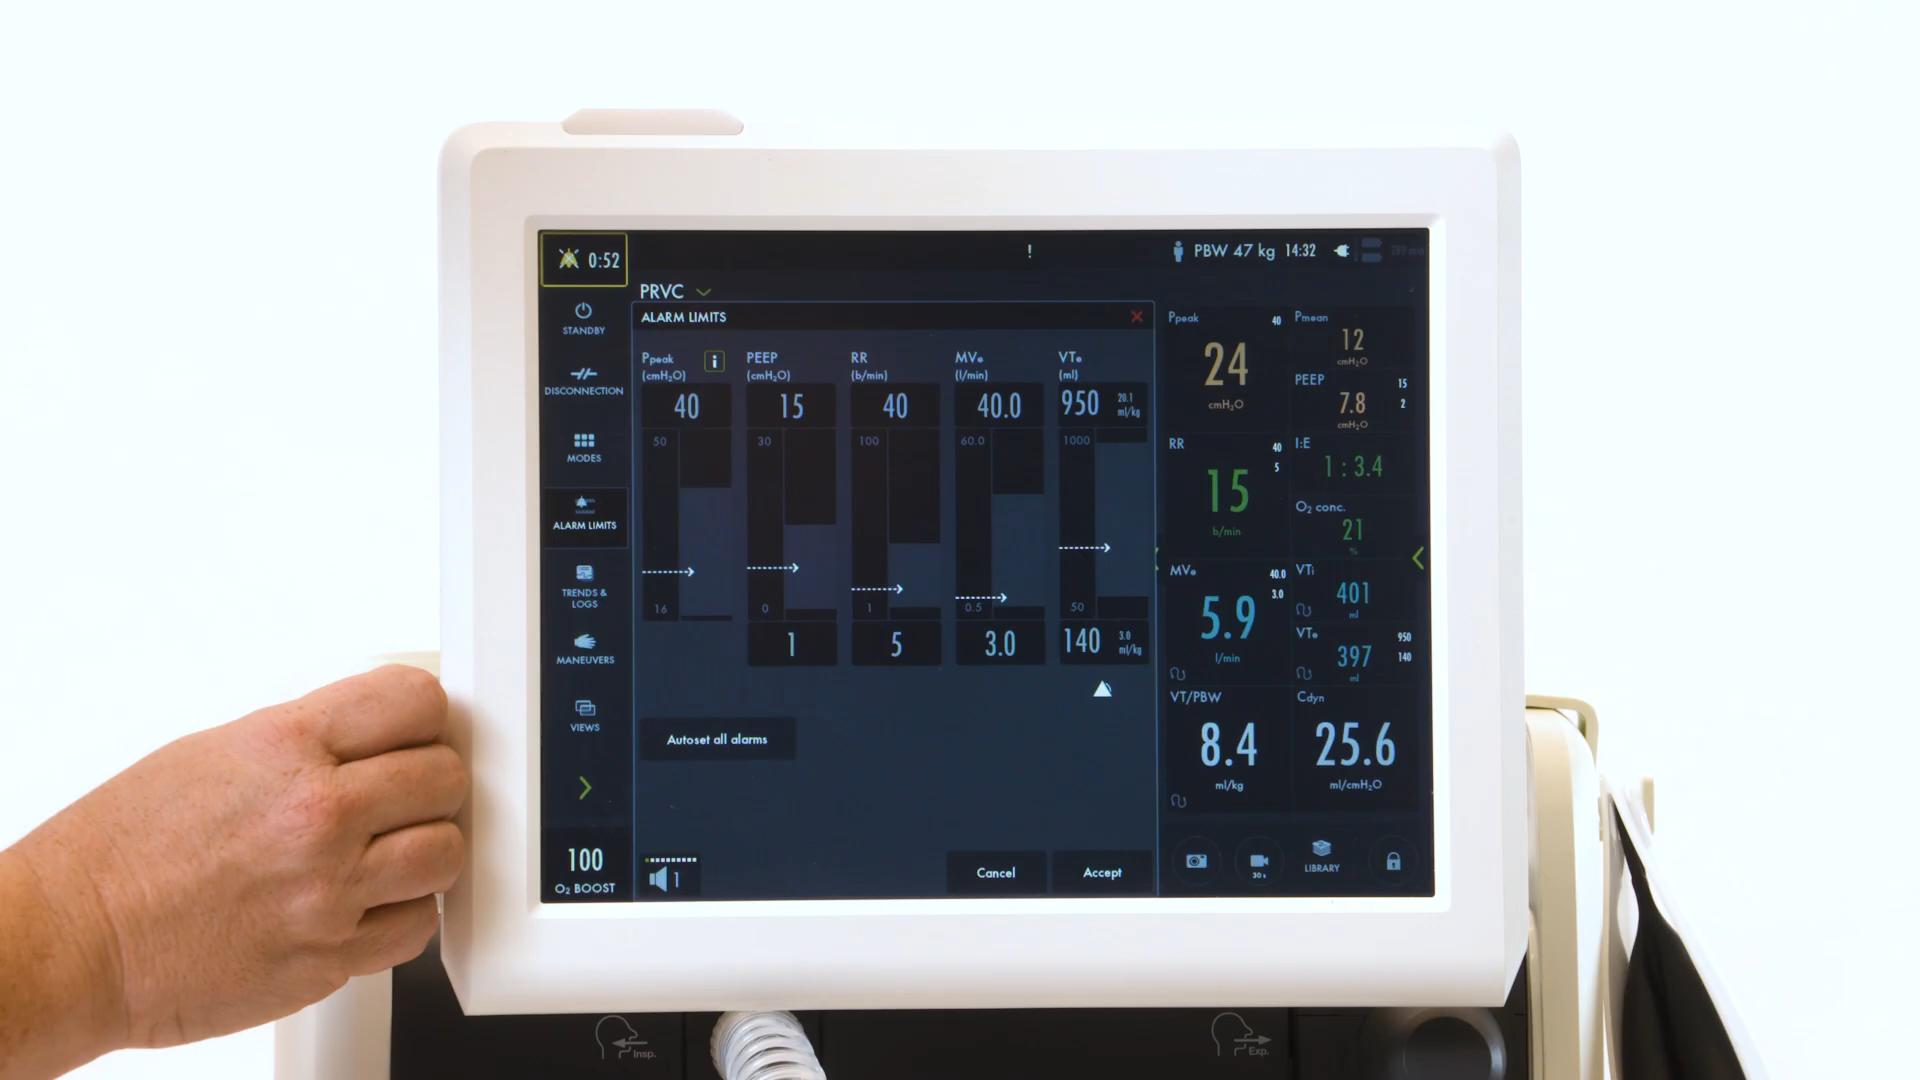 0:52
!
PBW 47 kg 14:32
PRVC
STANDBY
DISCONNECTION
MODES
ALARM LIMITS
TRENDS &
LOGS
MANEUVERS
VIEWS
100
O₂ BOOST
ALARM LIMITS
Ppeak i PEEP RR MVe VTe
(cmH₂O) (cmH₂O) (b/min) (l/min) (ml)
40 15 40 40.0 950 20.1 ml/kg
50 30 100 60.0 1000
16 0 1 0.5 50
1 5 3.0 140 3.0 ml/kg
Autoset all alarms
1
Cancel Accept
Ppeak 40
24
cmH₂O
Pmean
12
cmH₂O
PEEP 15
7.8 2
cmH₂O
RR 40
5
15
b/min
I:E
1 : 3.4
O₂ conc.
21
%
MVe 40.0
3.0
5.9
l/min
VTi
401
ml
VTe 950
397 140
ml
VT/PBW
8.4
ml/kg
Cdyn
25.6
ml/cmH₂O
30 s
LIBRARY
Insp.
Exp.